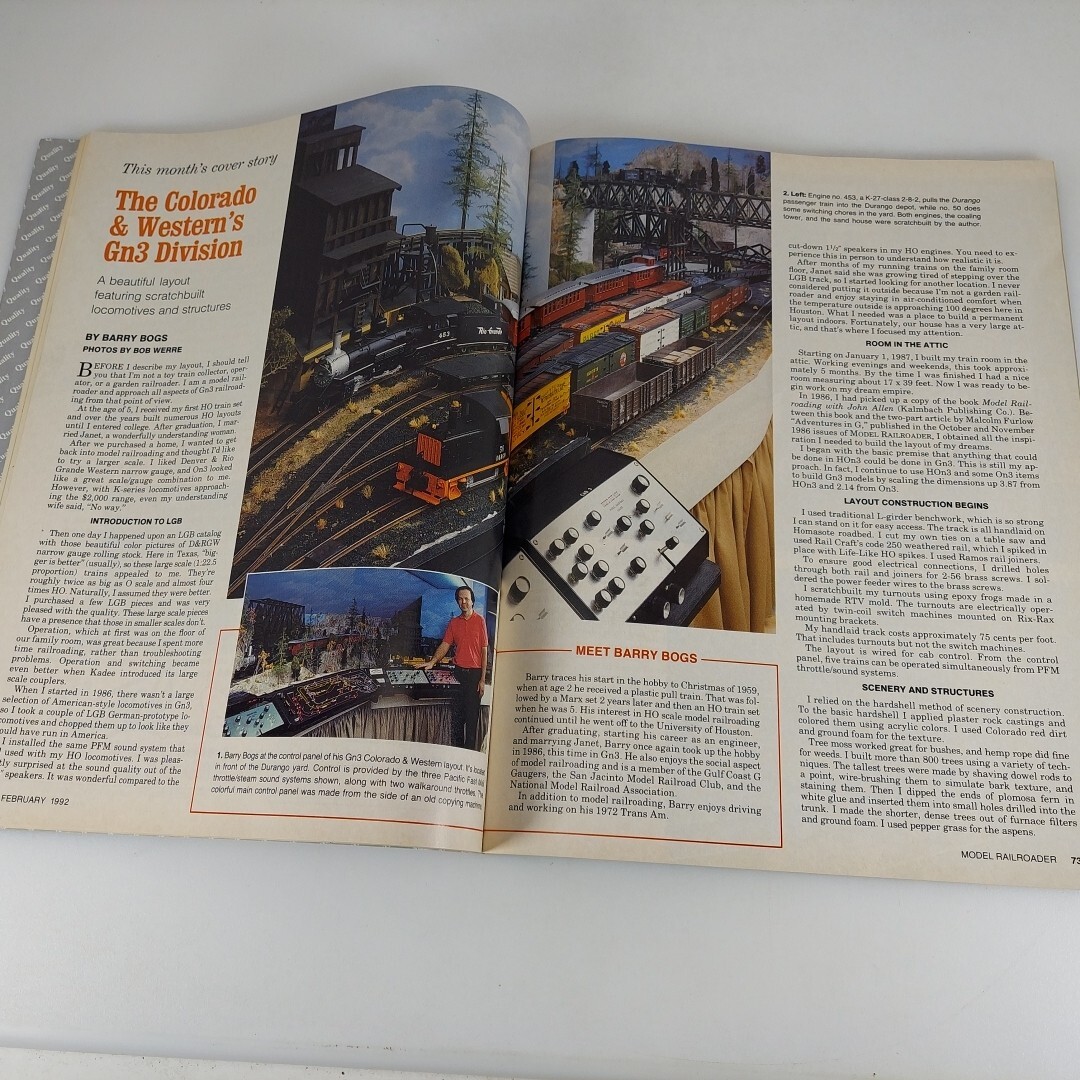 This month's cover story
The Colorado
& Western's
Gn3 Division
A beautiful layout
featuring scratchbuilt
locomotives and structures
BY BARRY BOGS
PHOTOS BY BOB WERRE
BEFORE I describe my layout, I should tell
you that I'm not a toy train collector, oper-
ator, or a garden railroader. I am a model rail-
roader and approach all aspects of Gn3 railroad-
ing from that point of view.
At the age of 5, I received my first HO train set
and over the years built numerous HO layouts
until I entered college. After graduation, I mar-
ried Janet, a wonderfully understanding woman.
After we purchased a home, I wanted to get
back into model railroading and thought I'd like
to try a larger scale. I liked Denver & Rio
Grande Western narrow gauge, and On3 looked
like a great scale/gauge combination to me.
However, with K-series locomotives approach-
ing the $2,000 range, even my understanding
wife said, "No way."
INTRODUCTION TO LGB
Then one day I happened upon an LGB catalog
with those beautiful color pictures of D&RGW
narrow gauge rolling stock. Here in Texas, "big-
ger is better" (usually), so these large scale (1:22.5
proportion) trains appealed to me. They're
roughly twice as big as O scale and almost four
times HO. Naturally, I assumed they were better.
I purchased a few LGB pieces and was very
pleased with the quality. These large scale pieces
have a presence that those in smaller scales don't.
Operation, which at first was on the floor of
our family room, was great because I spent more
time railroading, rather than troubleshooting
problems. Operation and switching became
even better when Kadee introduced its large
scale couplers.
When I started in 1986, there wasn't a large
selection of American-style locomotives in Gn3,
so I took a couple of LGB German-prototype lo-
comotives and chopped them up to look like they
ould have run in America.
I installed the same PFM sound system that
used with my HO locomotives. I was pleas-
tly surprised at the sound quality out of the
" speakers. It was wonderful compared to the
FEBRUARY 1992
453
Rio Grande
50
1. Barry Bogs at the control panel of his Gn3 Colorado & Western layout. It's located
in front of the Durango yard. Control is provided by the three Pacific Fast Mail
throttle/steam sound systems shown, along with two walkaround throttles. The
colorful main control panel was made from the side of an old copying machine.
MEET BARRY BOGS
Barry traces his start in the hobby to Christmas of 1959,
when at age 2 he received a plastic pull train. That was fol-
lowed by a Marx set 2 years later and then an HO train set
when he was 5. His interest in HO scale model railroading
continued until he went off to the University of Houston.
After graduating, starting his career as an engineer,
and marrying Janet, Barry once again took up the hobby
in 1986, this time in Gn3. He also enjoys the social aspect
of model railroading and is a member of the Gulf Coast G
Gaugers, the San Jacinto Model Railroad Club, and the
National Model Railroad Association.
In addition to model railroading, Barry enjoys driving
and working on his 1972 Trans Am.
2. Left: Engine no. 453, a K-27-class 2-8-2, pulls the Durango
passenger train into the Durango depot, while no. 50 does
some switching chores in the yard. Both engines, the coaling
tower, and the sand house were scratchbuilt by the author.
cut-down 1½" speakers in my HO engines. You need to ex-
perience this in person to understand how realistic it is.
After months of my running trains on the family room
floor, Janet said she was growing tired of stepping over the
LGB track, so I started looking for another location. I never
considered putting it outside because I'm not a garden rail-
roader and enjoy staying in air-conditioned comfort when
the temperature outside is approaching 100 degrees here in
Houston. What I needed was a place to build a permanent
layout indoors. Fortunately, our house has a very large at-
tic, and that's where I focused my attention.
ROOM IN THE ATTIC
Starting on January 1, 1987, I built my train room in the
attic. Working evenings and weekends, this took approxi-
mately 5 months. By the time I was finished I had a nice
room measuring about 17 x 39 feet. Now I was ready to be-
gin work on my dream empire.
In 1986, I had picked up a copy of the book Model Rail-
roading with John Allen (Kalmbach Publishing Co.). Be-
tween this book and the two-part article by Malcolm Furlow
"Adventures in G," published in the October and November
1986 issues of MODEL RAILROADER, I obtained all the inspi-
ration I needed to build the layout of my dreams.
I began with the basic premise that anything that could
be done in HOn3 could be done in Gn3. This is still my ap-
proach. In fact, I continue to use HOn3 and some On3 items
to build Gn3 models by scaling the dimensions up 3.87 from
HOn3 and 2.14 from On3.
LAYOUT CONSTRUCTION BEGINS
I used traditional L-girder benchwork, which is so strong
I can stand on it for easy access. The track is all handlaid on
Homasote roadbed. I cut my own ties on a table saw and
used Rail Craft's code 250 weathered rail, which I spiked in
place with Life-Like HO spikes. I used Ramos rail joiners.
To ensure good electrical connections, I drilled holes
through both rail and joiners for 2-56 brass screws. I sol-
dered the power feeder wires to the brass screws.
I scratchbuilt my turnouts using epoxy frogs made in a
homemade RTV mold. The turnouts are electrically oper-
ated by twin-coil switch machines mounted on Rix-Rax
mounting brackets.
My handlaid track costs approximately 75 cents per foot.
That includes turnouts but not the switch machines.
The layout is wired for cab control. From the control
panel, five trains can be operated simultaneously from PFM
throttle/sound systems.
SCENERY AND STRUCTURES
I relied on the hardshell method of scenery construction.
To the basic hardshell I applied plaster rock castings and
colored them using acrylic colors. I used Colorado red dirt
and ground foam for the texture.
Tree moss worked great for bushes, and hemp rope did fine
for weeds. I built more than 800 trees using a variety of tech-
niques. The tallest trees were made by shaving dowel rods to
a point, wire-brushing them to simulate bark texture, and
staining them. Then I dipped the ends of plomosa fern in
white glue and inserted them into small holes drilled into the
trunk. I made the shorter, dense trees out of furnace filters
and ground foam. I used pepper grass for the aspens.
MODEL RAILROADER 73